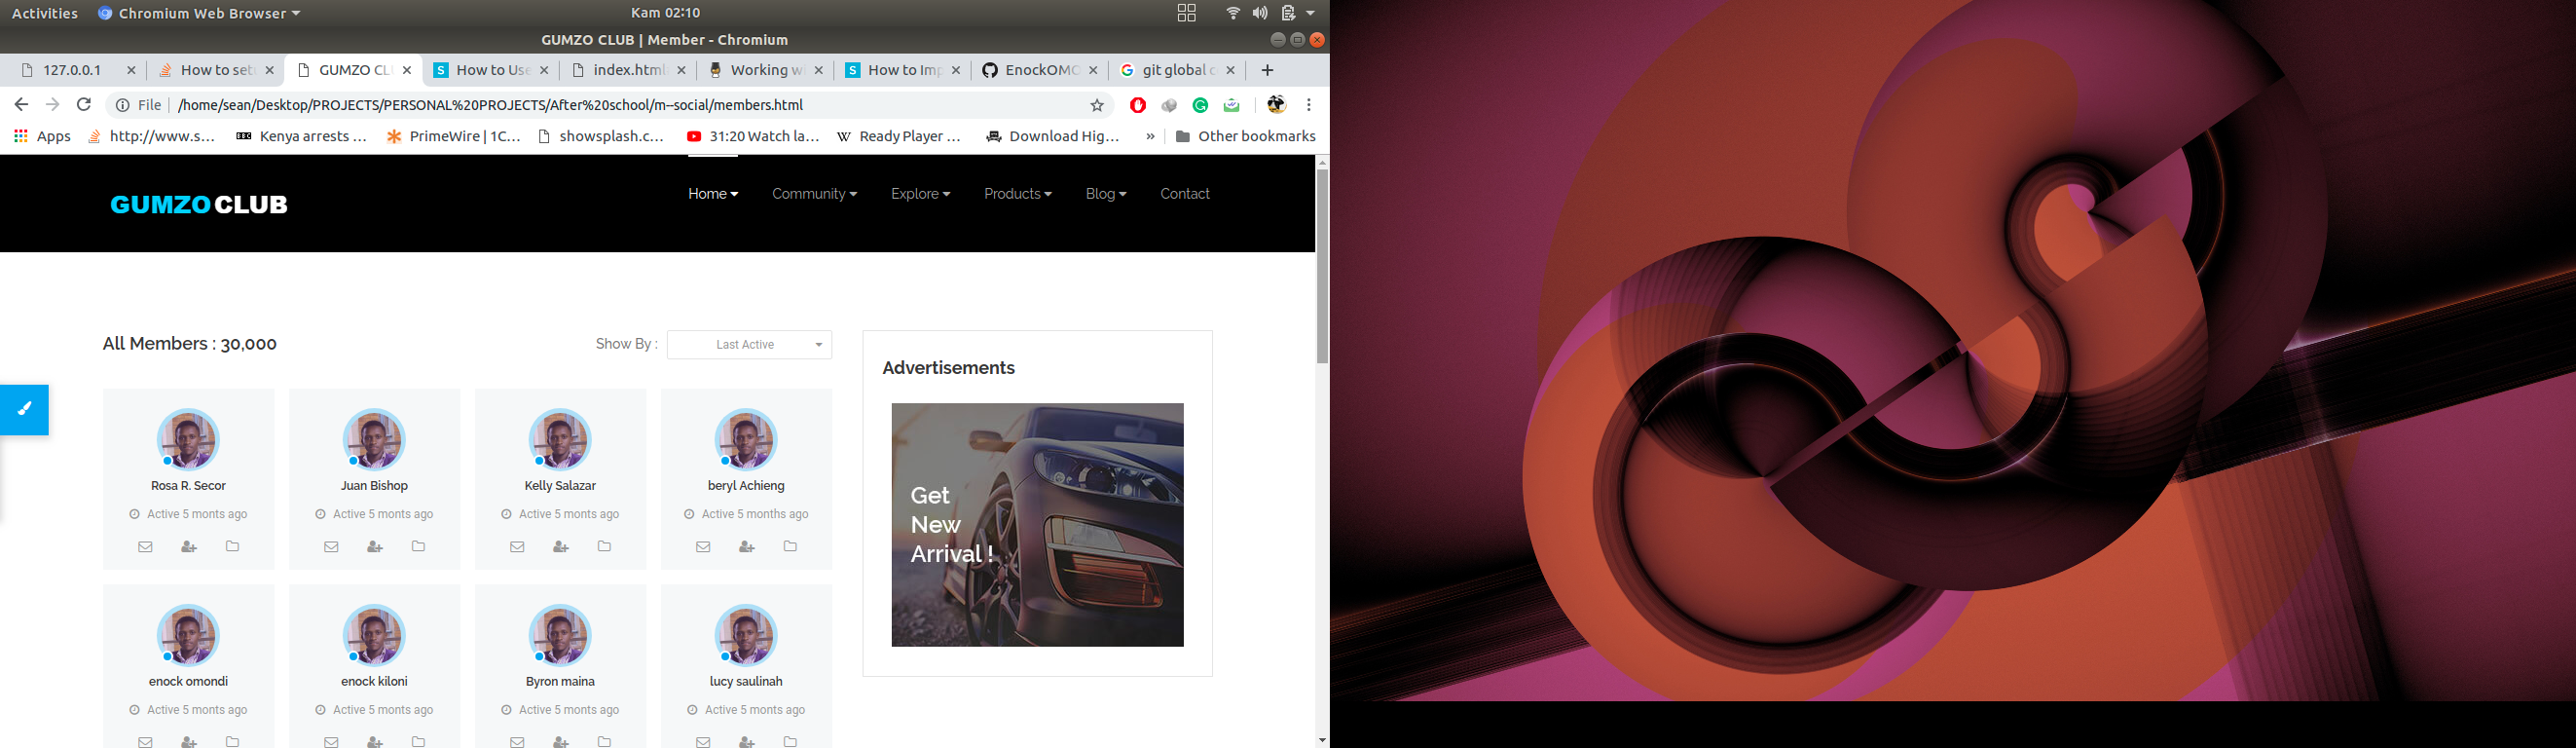 Activities Chromium Web Browser Kam 02:10
GUMZO CLUB | Member - Chromium
127.0.0.1 How to set GUMZO CL How to Use index.html Working w How to Imp EnockOMO git global c
File /home/sean/Desktop/PROJECTS/PERSONAL%20PROJECTS/After%20school/m--social/members.html
Apps http://www.s... Kenya arrests ... PrimeWire | 1C... showsplash.c... 31:20 Watch la... Ready Player ... Download Hig... » Other bookmarks
GUMZO CLUB Home Community Explore Products Blog Contact
All Members : 30,000 Show By : Last Active
Advertisements
Get
New
Arrival !
Rosa R. Secor Juan Bishop Kelly Salazar beryl Achieng
Active 5 monts ago Active 5 monts ago Active 5 monts ago Active 5 months ago
enock omondi enock kiloni Byron maina lucy saulinah
Active 5 monts ago Active 5 monts ago Active 5 monts ago Active 5 monts ago